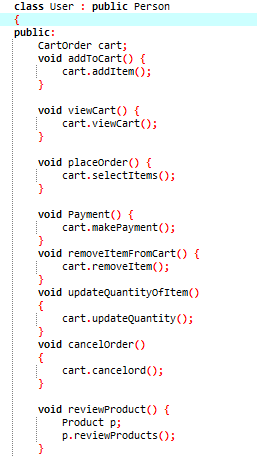 class User : public Person
{
public:
CartOrder cart;
void addToCart() {
cart.addItem();
}
void viewCart() {
cart.viewCart();
}
void placeOrder() {
cart.selectItems();
}
void Payment() {
cart.makePayment();
}
void removeItemFromCart() {
cart.removeItem();
}
void updateQuantityOfItem()
{
cart.updateQuantity();
}
void cancelOrder()
{
cart.cancelord();
}
void reviewProduct() {
Product p;
p.reviewProducts();
}